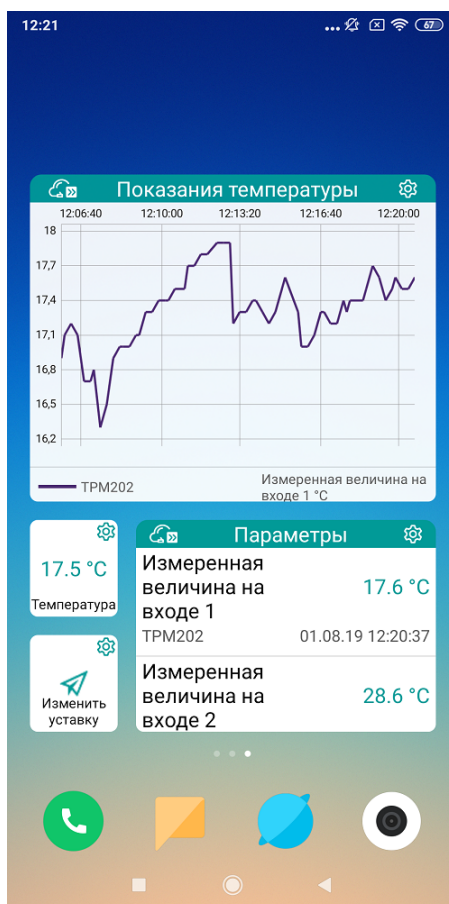 12:21
67
Показания температуры
12:06:40 12:10:00 12:13:20 12:16:40 12:20:00
18
17,7
17,4
17,1
16,8
16,5
16,2
ТРМ202
Измеренная величина на
входе 1 °C
17.5 °C
Температура
Изменить
уставку
Параметры
Измеренная
величина на
входе 1
17.6 °C
ТРМ202
01.08.19 12:20:37
Измеренная
величина на
входе 2
28.6 °C